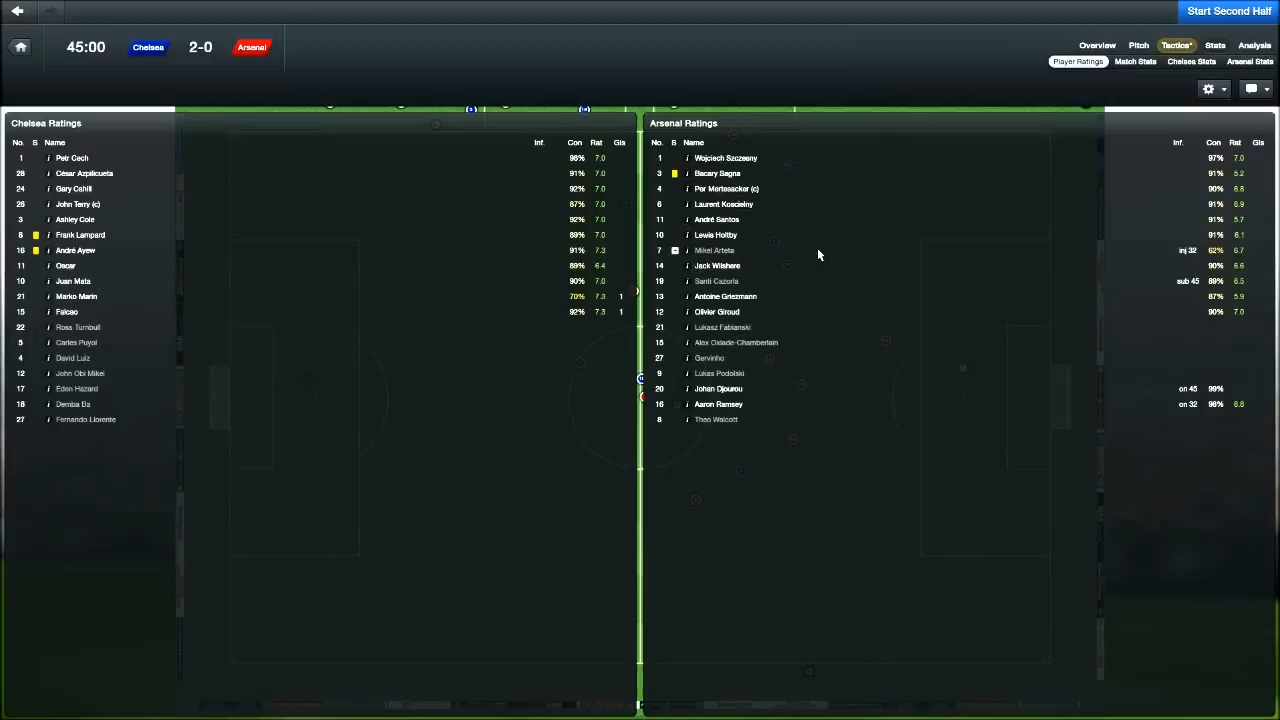 Start Second Half
45:00 Chelsea 2-0 Arsenal
Overview Pitch Tactics* Stats Analysis
Player Ratings Match Stats Chelsea Stats Arsenal Stats
Chelsea Ratings
No. S Name Inf. Con Rat Gls
1 i Petr Cech 96% 7.0
28 i César Azpilicueta 91% 7.0
24 i Gary Cahill 92% 7.0
26 i John Terry (c) 87% 7.0
3 i Ashley Cole 92% 7.0
8 i Frank Lampard 89% 7.0
16 i André Ayew 91% 7.3
11 i Oscar 89% 6.4
10 i Juan Mata 90% 7.0
21 i Marko Marin 70% 7.3 1
15 i Falcao 92% 7.3 1
22 i Ross Turnbull
5 i Charles Puyol
4 i David Luiz
12 i John Obi Mikel
17 i Eden Hazard
18 i Demba Ba
27 i Fernando Llorente
Arsenal Ratings
No. S Name Inf. Con Rat Gls
1 i Wojciech Szczesny 97% 7.0
3 i Bacary Sagna 91% 5.2
4 i Per Mertesacker (c) 90% 6.8
6 i Laurent Koscielny 91% 6.9
11 i André Santos 91% 5.7
10 i Lewis Holtby 91% 6.1
7 i Mikel Arteta inj 32 62% 6.7
14 i Jack Wilshere 90% 6.6
19 i Santi Cazorla sub 45 89% 6.5
13 i Antoine Griezmann 87% 5.9
12 i Olivier Giroud 90% 7.0
21 i Lukasz Fabianski
15 i Alex Oxlade-Chamberlain
27 i Gervinho
9 i Lukas Podolski
20 i Johan Djourou on 45 99%
16 i Aaron Ramsey on 32 98% 6.8
8 i Theo Walcott